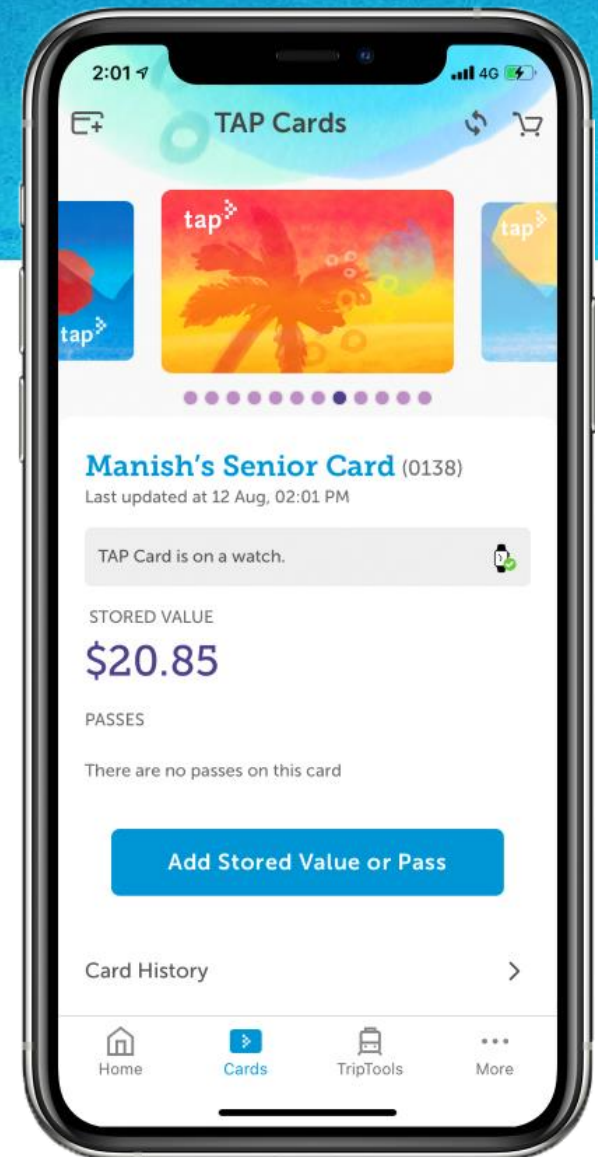 2:01
4G
TAP Cards
tap
tap
tap
Manish's Senior Card (0138)
Last updated at 12 Aug, 02:01 PM
TAP Card is on a watch.
STORED VALUE
$20.85
PASSES
There are no passes on this card
Add Stored Value or Pass
Card History
Home Cards TripTools More